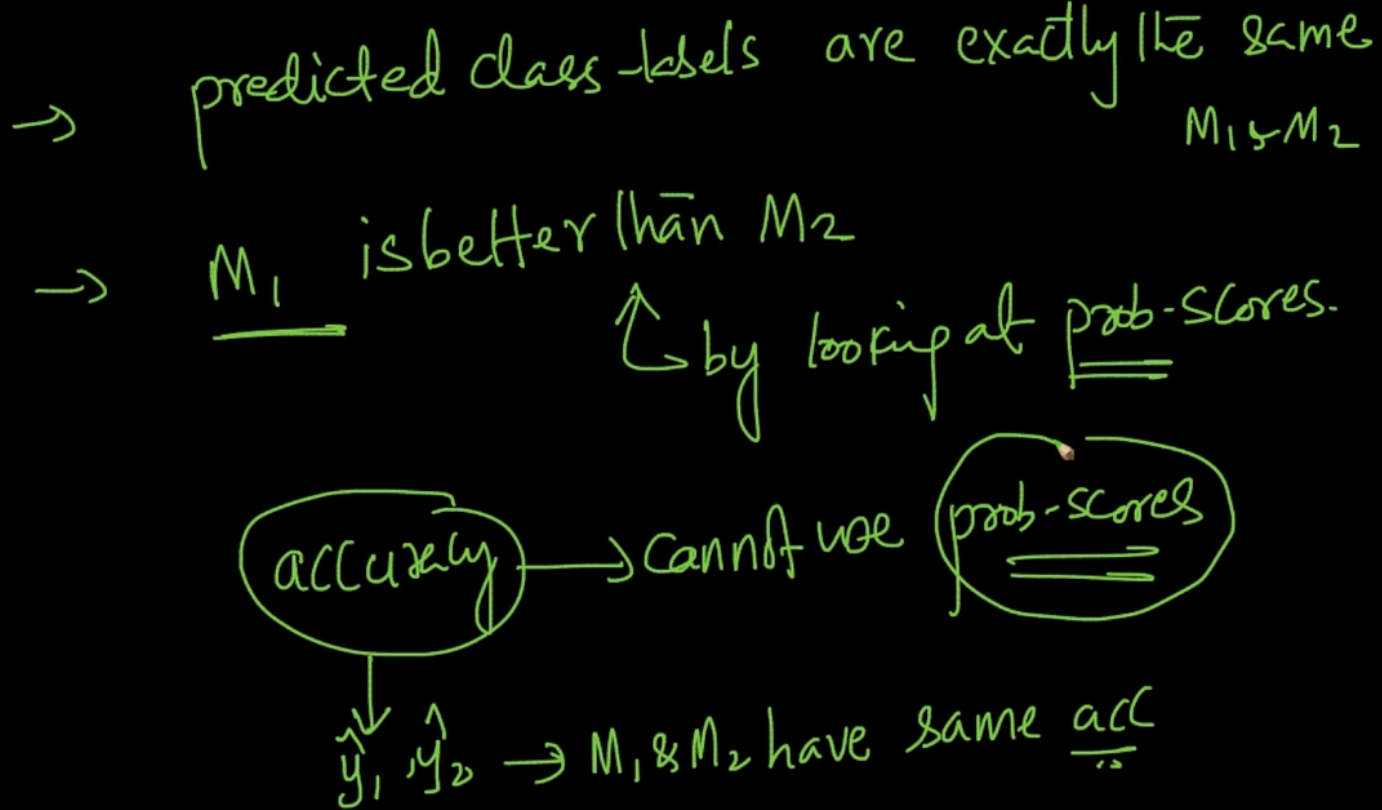 → predicted class-labels are exactly the same
M1 & M2
→ M1 is better than M2
by looking at prob-scores.
accuracy → cannot use prob-scores
ŷ1, ŷ2 → M1 & M2 have same acc